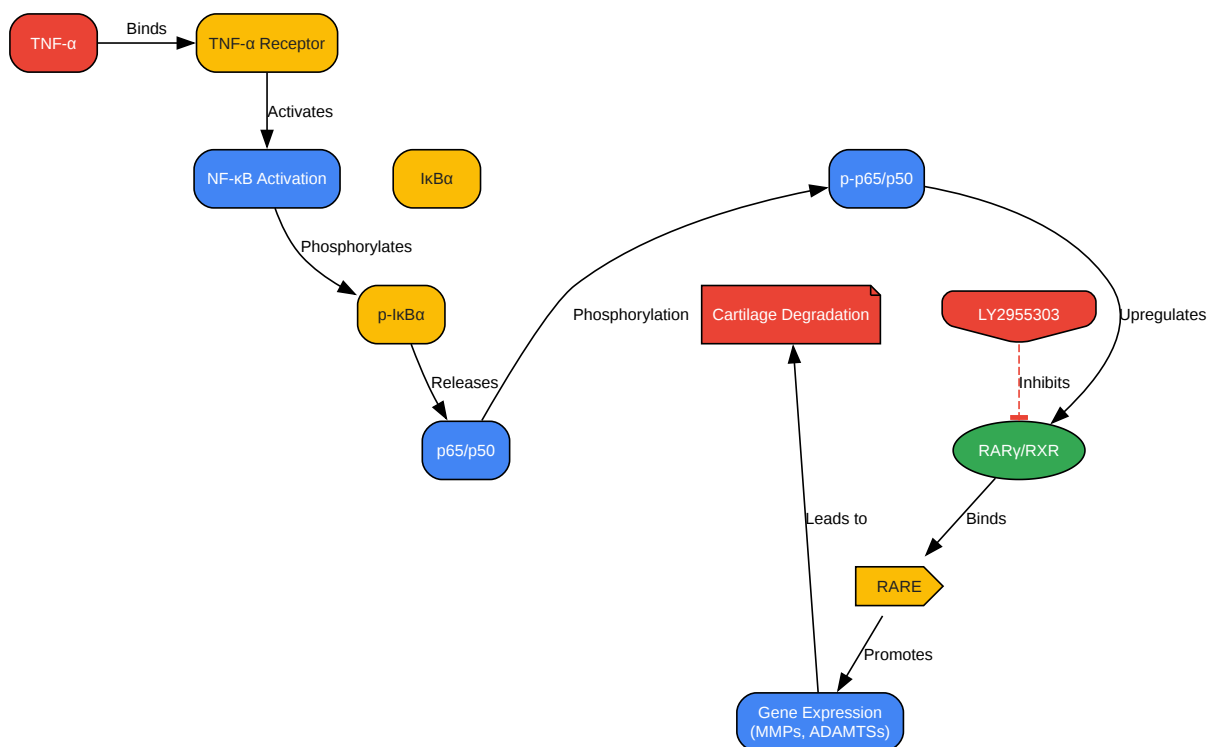 TNF-α
Binds
TNF-α Receptor
Activates
NF-κB Activation
IκBα
p-p65/p50
Phosphorylates
p-IκBα
Phosphorylation
Cartilage Degradation
LY2955303
Upregulates
Releases
Inhibits
p65/p50
RARγ/RXR
Leads to
Binds
RARE
Promotes
Gene Expression
(MMPs, ADAMTSs)